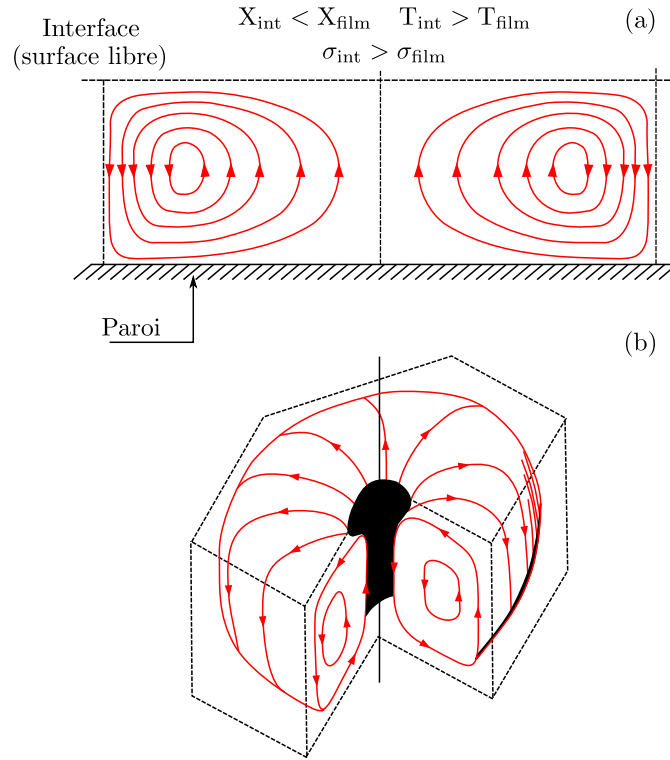 X_int < X_film T_int > T_film
(a)
Interface
(surface libre)
σ_int > σ_film
Paroi
(b)